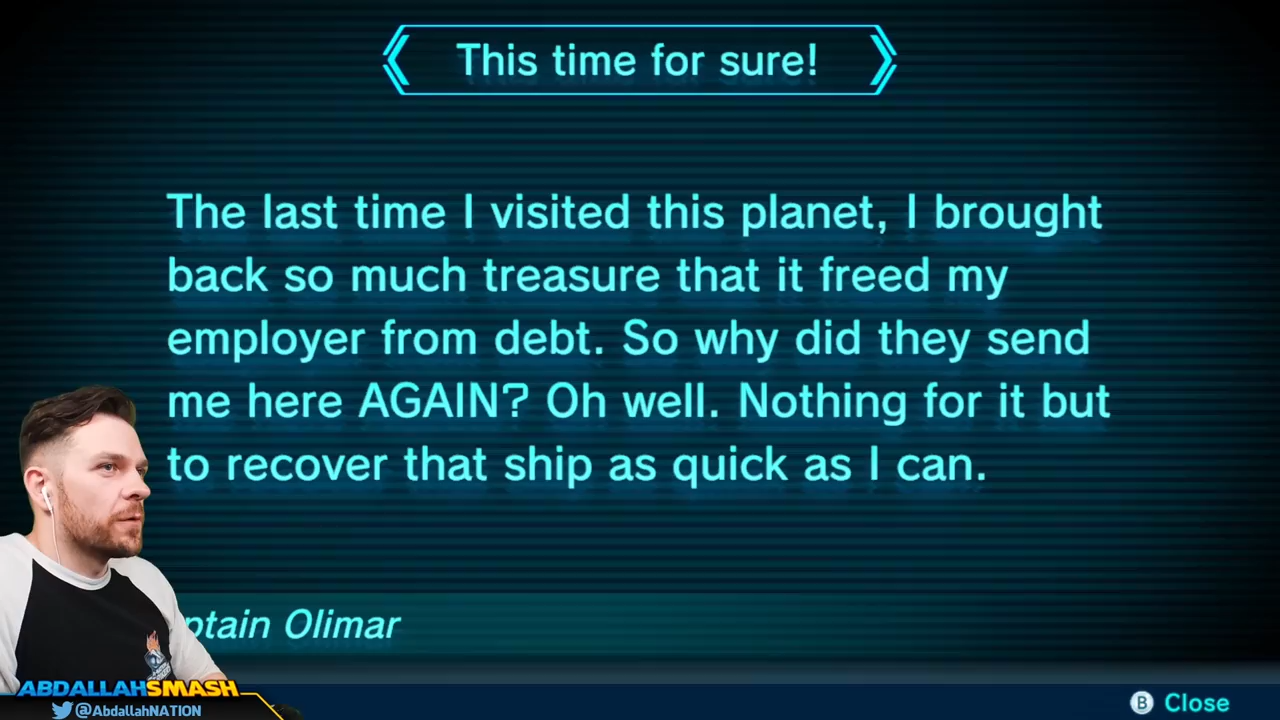 This time for sure!
The last time I visited this planet, I brought
back so much treasure that it freed my
employer from debt. So why did they send
me here AGAIN? Oh well. Nothing for it but
to recover that ship as quick as I can.
ptain Olimar
ABDALLAHSMASH
@AbdallahNATION
B Close